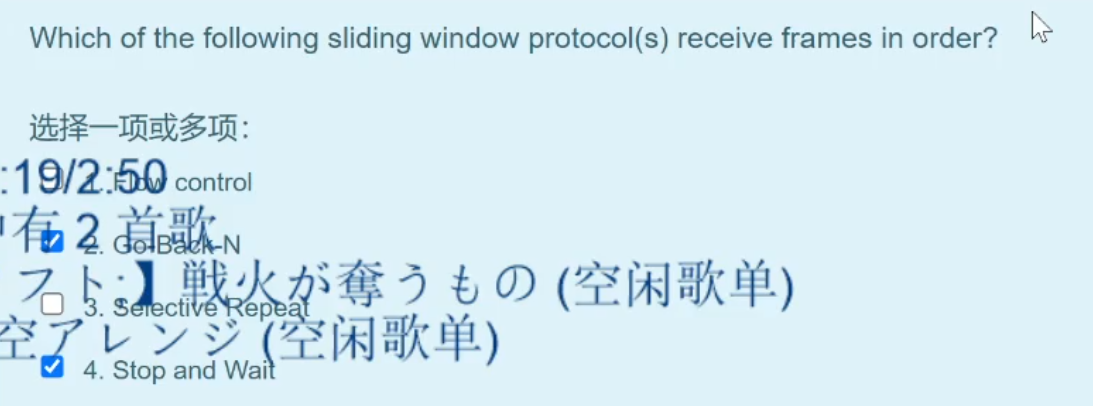 Which of the following sliding window protocol(s) receive frames in order?
选择一项或多项：
:19/2:50
1. Flow control
有 2 首歌
2. Go-Back-N
フト:】戦火が奪うもの (空闲歌单)
3. Selective Repeat
空アレンジ (空闲歌单)
4. Stop and Wait